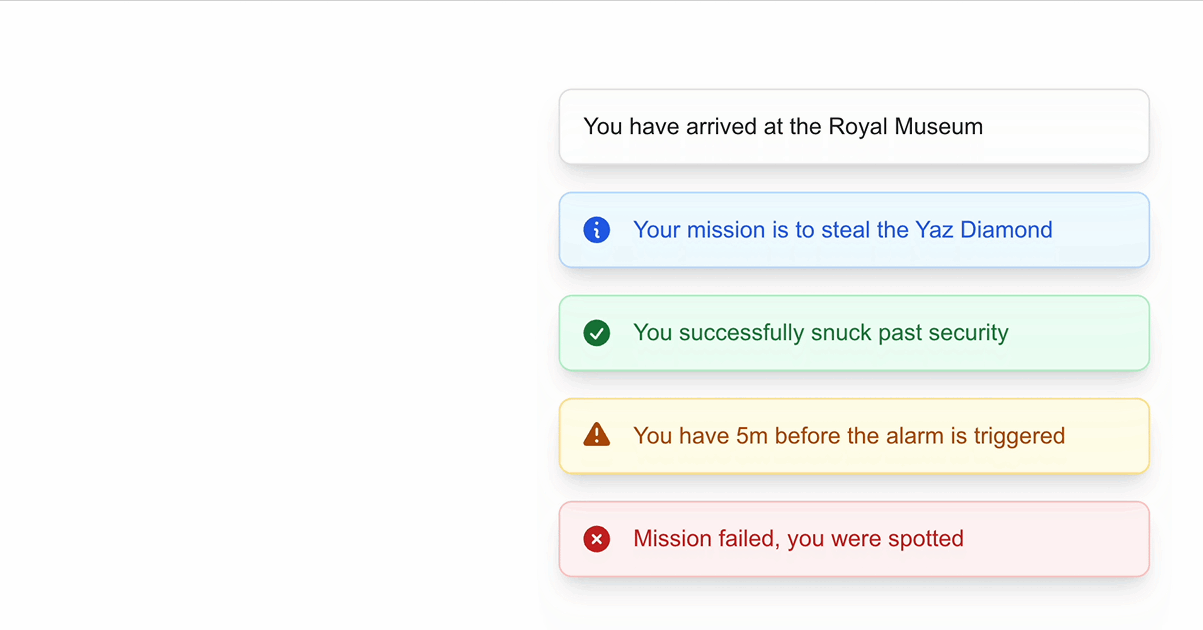 You have arrived at the Royal Museum
Your mission is to steal the Yaz Diamond
You successfully snuck past security
You have 5m before the alarm is triggered
Mission failed, you were spotted